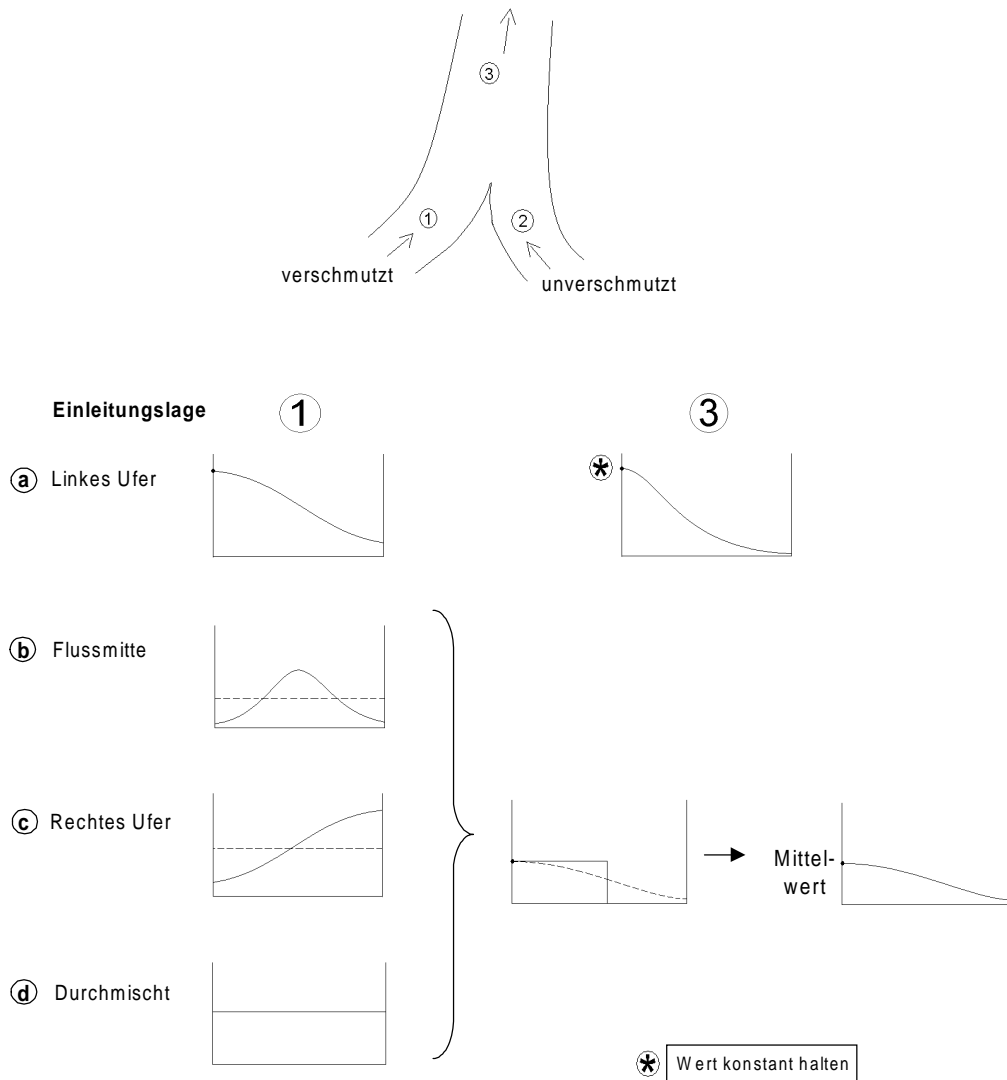 3
1
2
verschmutzt
unverschmutzt
Einleitungslage
1
3
a Linkes Ufer
*
b Flussmitte
c Rechtes Ufer
Mittel-
wert
d Durchmischt
* Wert konstant halten